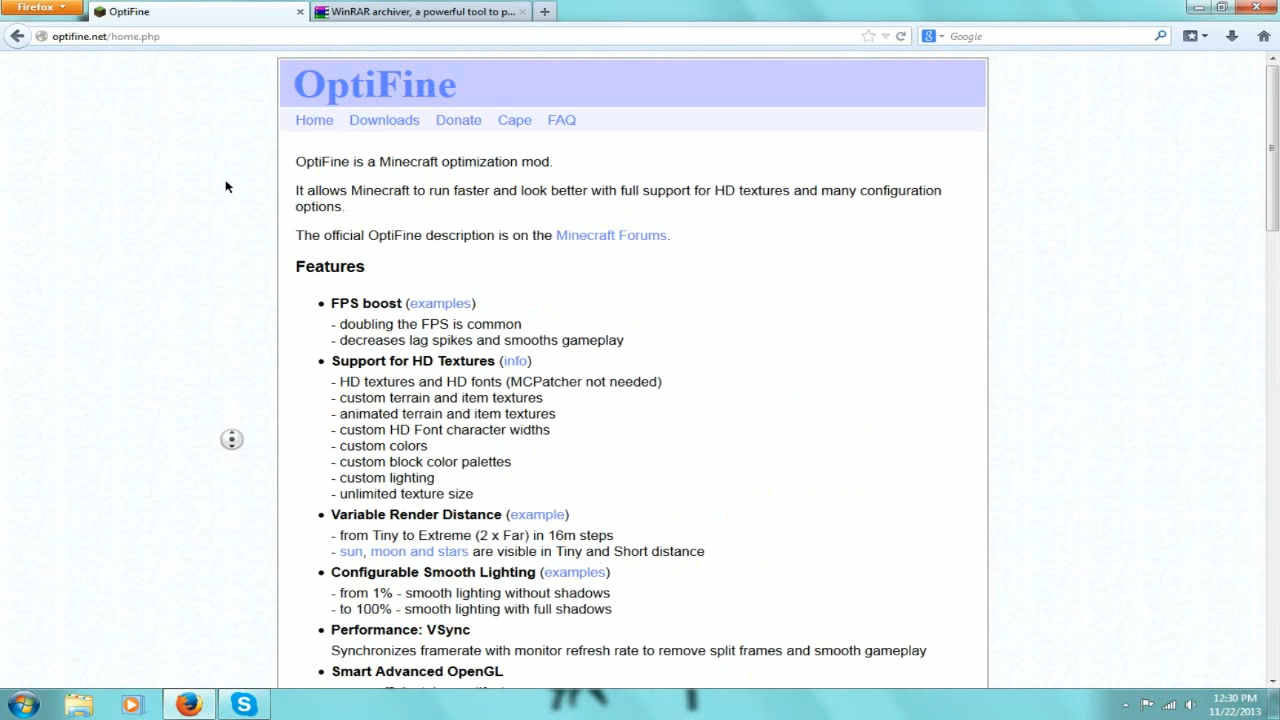 Firefox
OptiFine
WinRAR archiver, a powerful tool to p...
optifine.net/home.php
Google
OptiFine
Home Downloads Donate Cape FAQ
OptiFine is a Minecraft optimization mod.
It allows Minecraft to run faster and look better with full support for HD textures and many configuration
options.
The official OptiFine description is on the Minecraft Forums.
Features
• FPS boost (examples)
- doubling the FPS is common
- decreases lag spikes and smooths gameplay
• Support for HD Textures (info)
- HD textures and HD fonts (MCPatcher not needed)
- custom terrain and item textures
- animated terrain and item textures
- custom HD Font character widths
- custom colors
- custom block color palettes
- custom lighting
- unlimited texture size
• Variable Render Distance (example)
- from Tiny to Extreme (2 x Far) in 16m steps
- sun, moon and stars are visible in Tiny and Short distance
• Configurable Smooth Lighting (examples)
- from 1% - smooth lighting without shadows
- to 100% - smooth lighting with full shadows
• Performance: VSync
Synchronizes framerate with monitor refresh rate to remove split frames and smooth gameplay
• Smart Advanced OpenGL
12:30 PM
11/22/2013